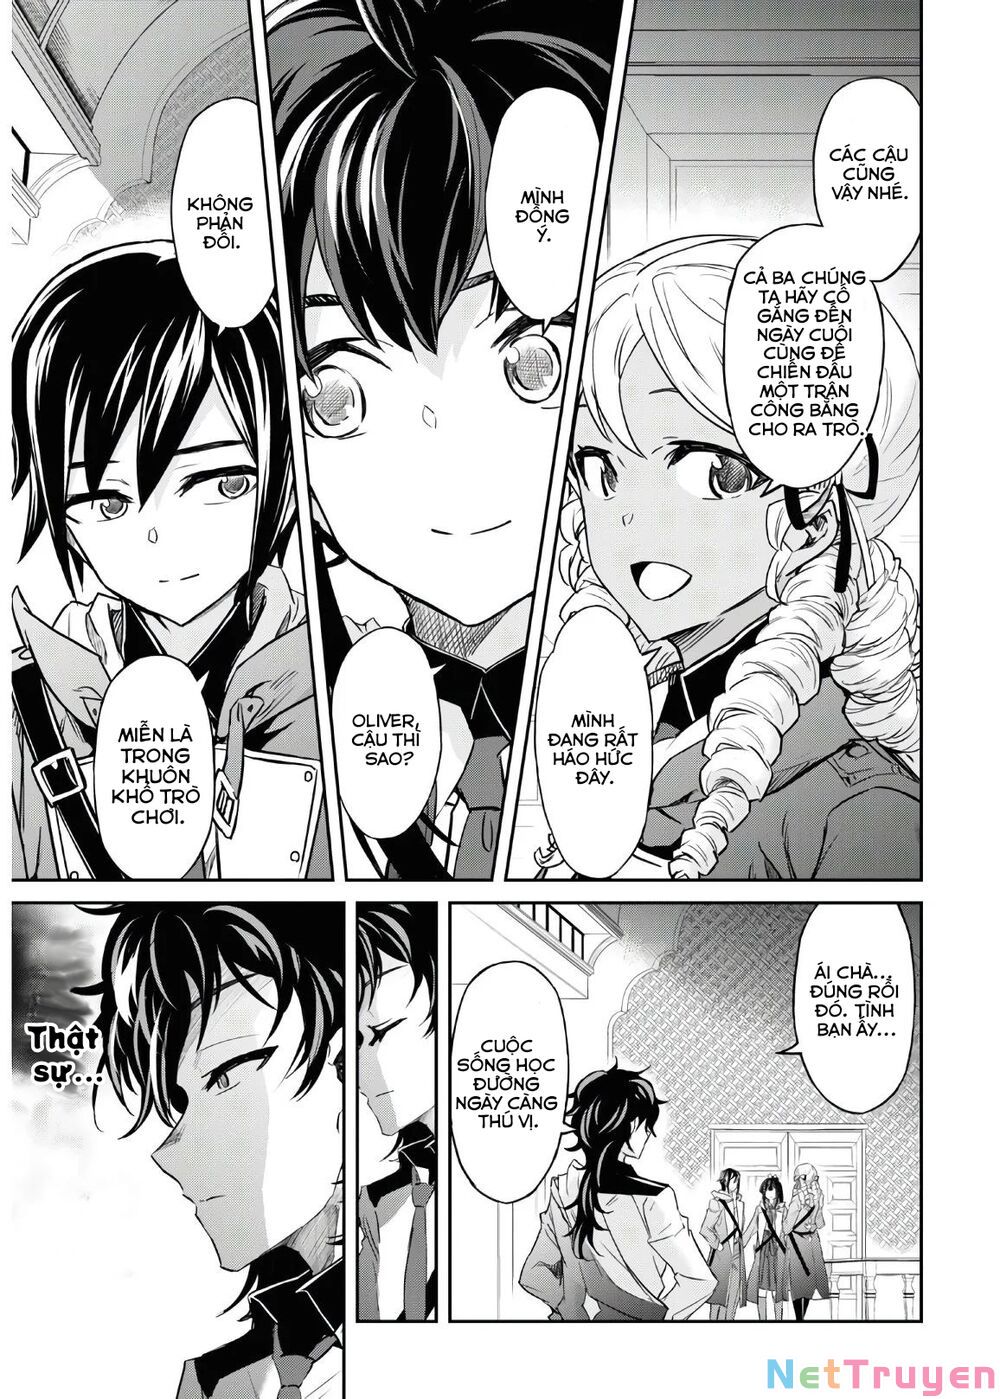 CÁC CẬU
CŨNG
VẬY NHÉ.
CẢ BA CHÚNG
TA HÃY CỐ
GẮNG ĐẾN
NGÀY CUỐI
CÙNG ĐỂ
CHIẾN ĐẤU
MỘT TRẬN
CÔNG BẰNG
CHO RA TRÒ.
MÌNH
ĐANG RẤT
HÁO HỨC
ĐÂY.
MÌNH
ĐỒNG
Ý.
OLIVER,
CẬU THÌ
SAO?
KHÔNG
PHẢN
ĐỐI.
MIỄN LÀ
TRONG
KHUÔN
KHỔ TRÒ
CHƠI.
ÁI CHÀ...
ĐÚNG RỒI
ĐÓ. TÌNH
BẠN ẤY...
CUỘC
SỐNG HỌC
ĐƯỜNG
NGÀY CÀNG
THÚ VỊ.
Thật
sự...
NetTruyen